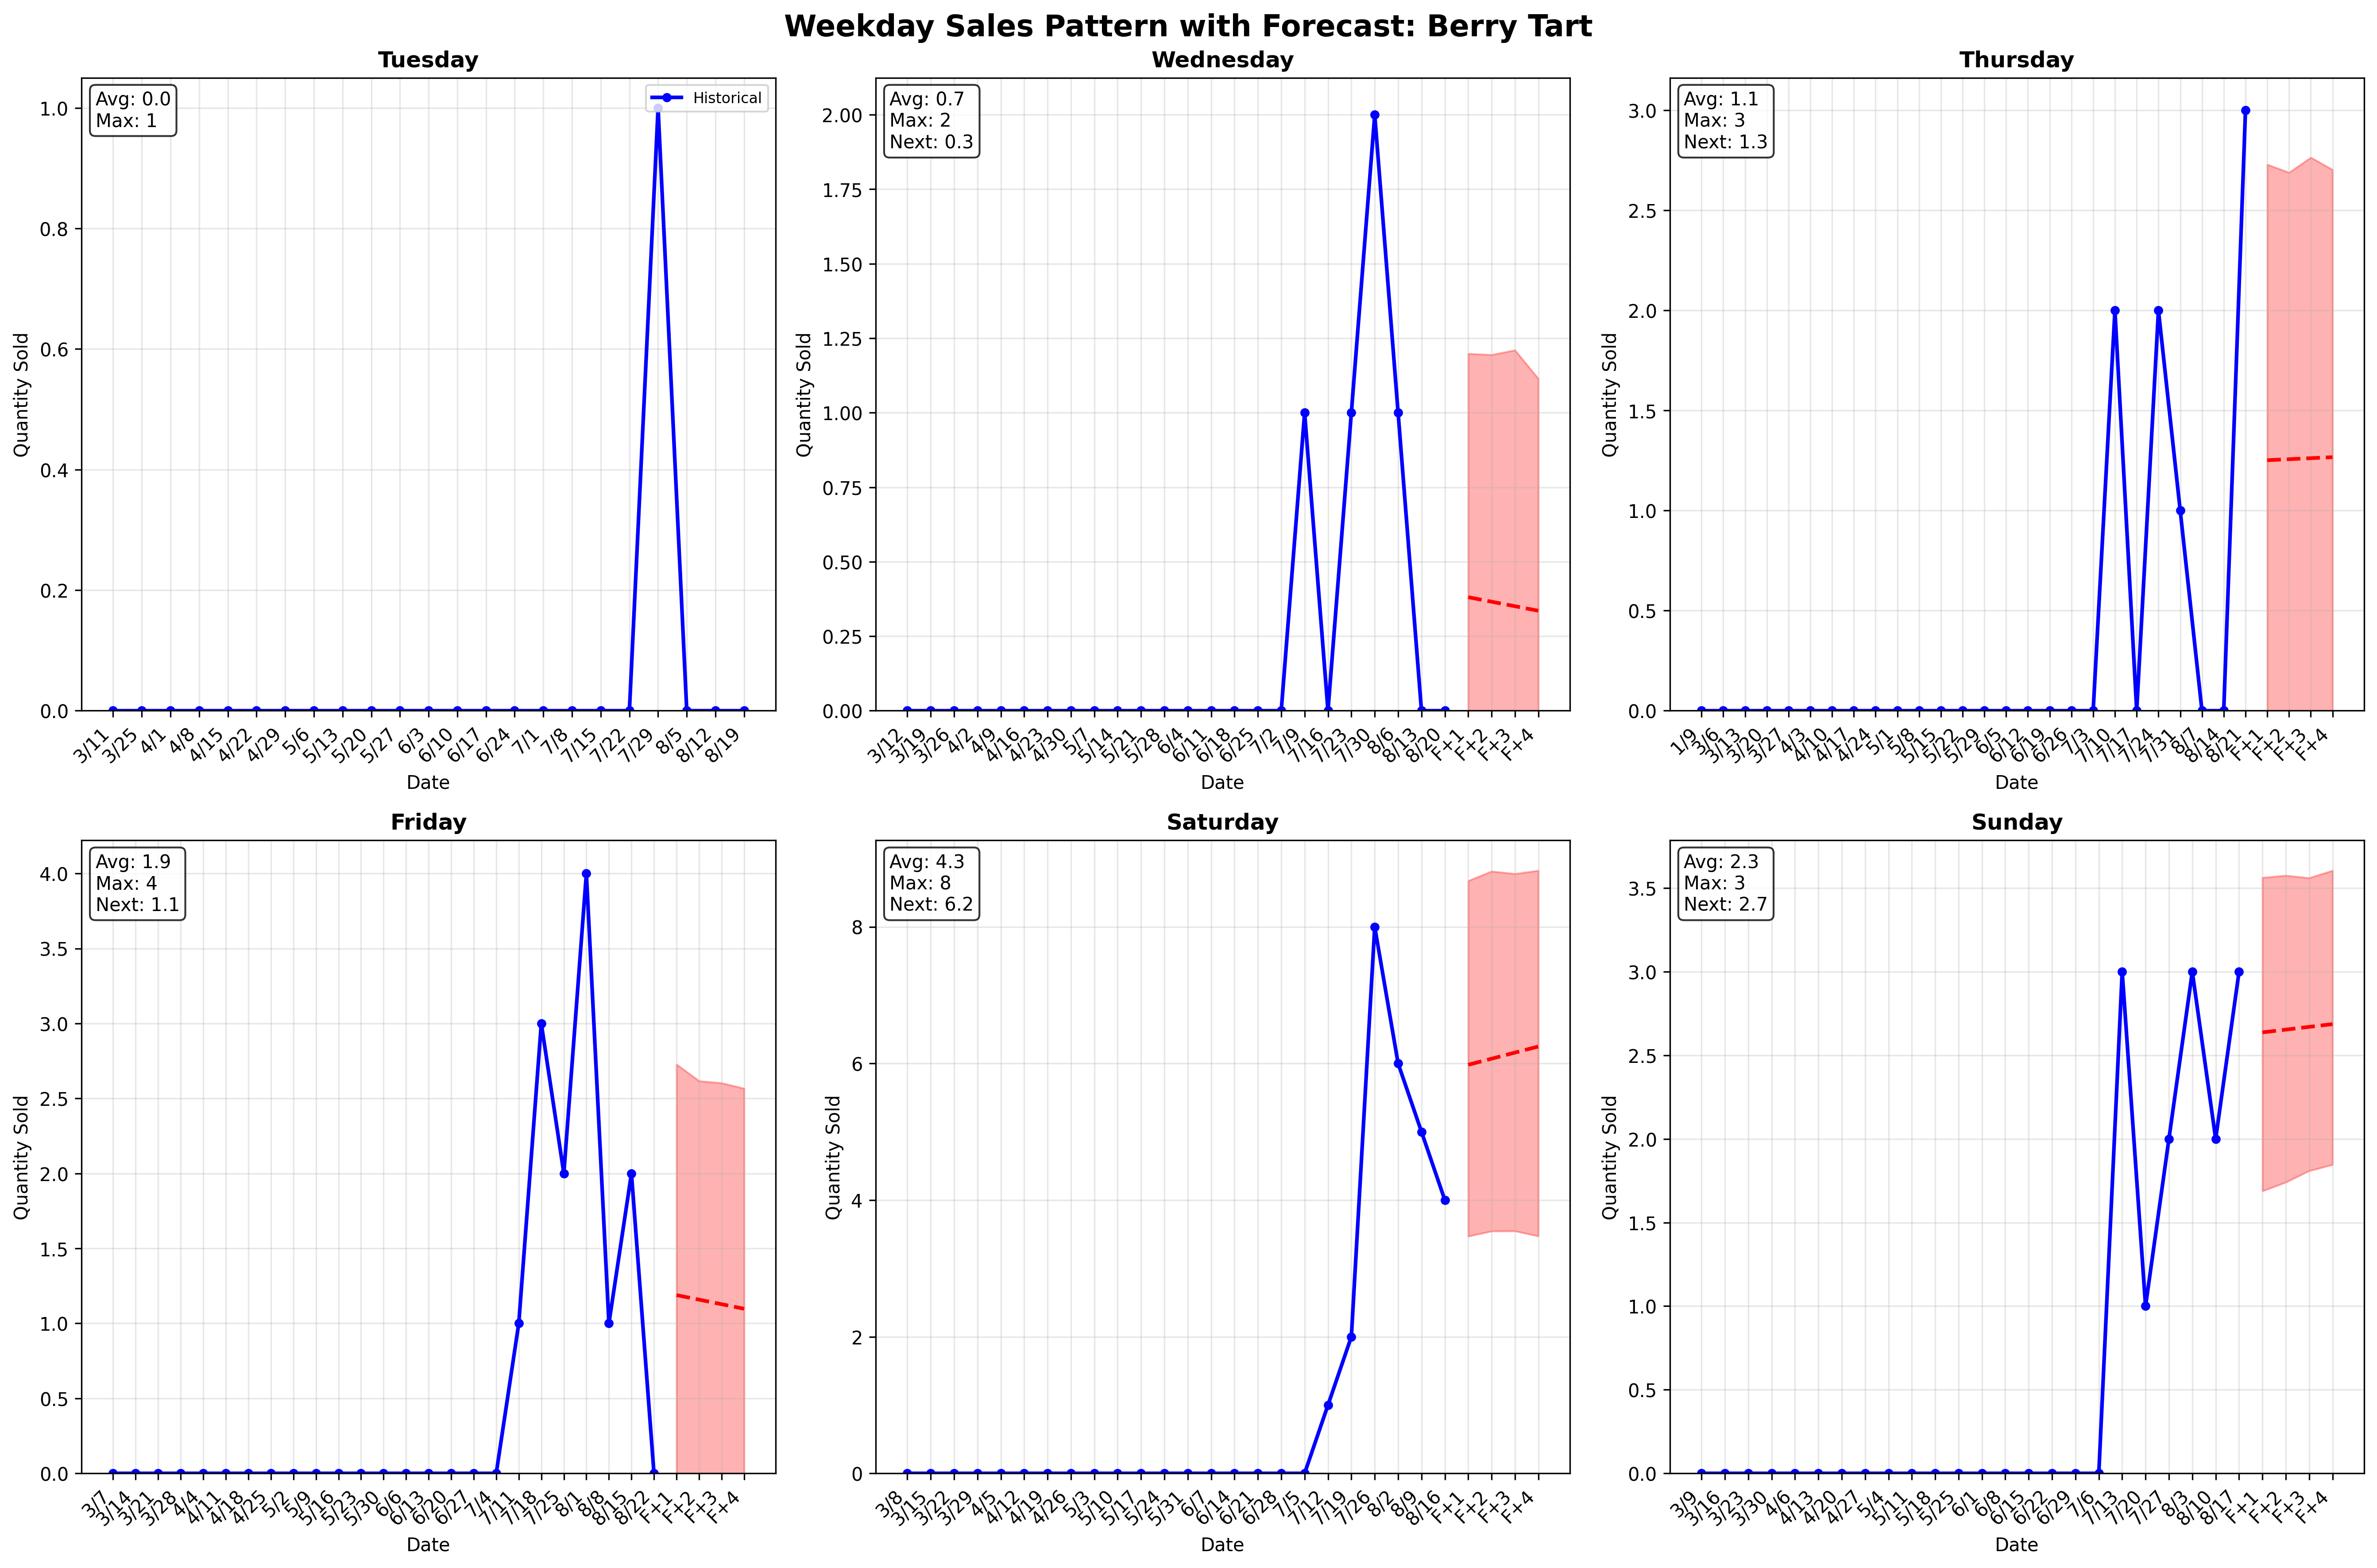 Weekday Sales Pattern with Forecast: Berry Tart
Tuesday
Avg: 0.0
Max: 1
Historical
1.0
0.8
0.6
0.4
0.2
0.0
Quantity Sold
3/11 3/25 4/1 4/8 4/15 4/22 4/29 5/6 5/13 5/20 5/27 6/3 6/10 6/17 6/24 7/1 7/8 7/15 7/22 7/29 8/5 8/12 8/19
Date
Wednesday
Avg: 0.7
Max: 2
Next: 0.3
2.00
1.75
1.50
1.25
1.00
0.75
0.50
0.25
0.00
Quantity Sold
3/12 3/19 3/26 4/2 4/9 4/16 4/23 4/30 5/7 5/14 5/21 5/28 6/4 6/11 6/18 6/25 7/2 7/9 7/16 7/23 7/30 8/6 8/13 8/20 F+1 F+2 F+3 F+4
Date
Thursday
Avg: 1.1
Max: 3
Next: 1.3
3.0
2.5
2.0
1.5
1.0
0.5
0.0
Quantity Sold
1/9 3/6 3/13 3/20 3/27 4/3 4/10 4/17 4/24 5/1 5/8 5/15 5/22 5/29 6/5 6/12 6/19 6/26 7/3 7/10 7/17 7/24 7/31 8/7 8/14 8/21 F+1 F+2 F+3 F+4
Date
Friday
Avg: 1.9
Max: 4
Next: 1.1
4.0
3.5
3.0
2.5
2.0
1.5
1.0
0.5
0.0
Quantity Sold
3/7 3/14 3/21 3/28 4/4 4/11 4/18 4/25 5/2 5/9 5/16 5/23 5/30 6/6 6/13 6/20 6/27 7/4 7/11 7/18 7/25 8/1 8/8 8/15 8/22 F+1 F+2 F+3 F+4
Date
Saturday
Avg: 4.3
Max: 8
Next: 6.2
8
6
4
2
0
Quantity Sold
3/8 3/15 3/22 3/29 4/5 4/12 4/19 4/26 5/3 5/10 5/17 5/24 5/31 6/7 6/14 6/21 6/28 7/5 7/12 7/19 7/26 8/2 8/9 8/16 F+1 F+2 F+3 F+4
Date
Sunday
Avg: 2.3
Max: 3
Next: 2.7
3.5
3.0
2.5
2.0
1.5
1.0
0.5
0.0
Quantity Sold
3/9 3/16 3/23 3/30 4/6 4/13 4/20 4/27 5/4 5/11 5/18 5/25 6/1 6/8 6/15 6/22 6/29 7/6 7/13 7/20 7/27 8/3 8/10 8/17 F+1 F+2 F+3 F+4
Date